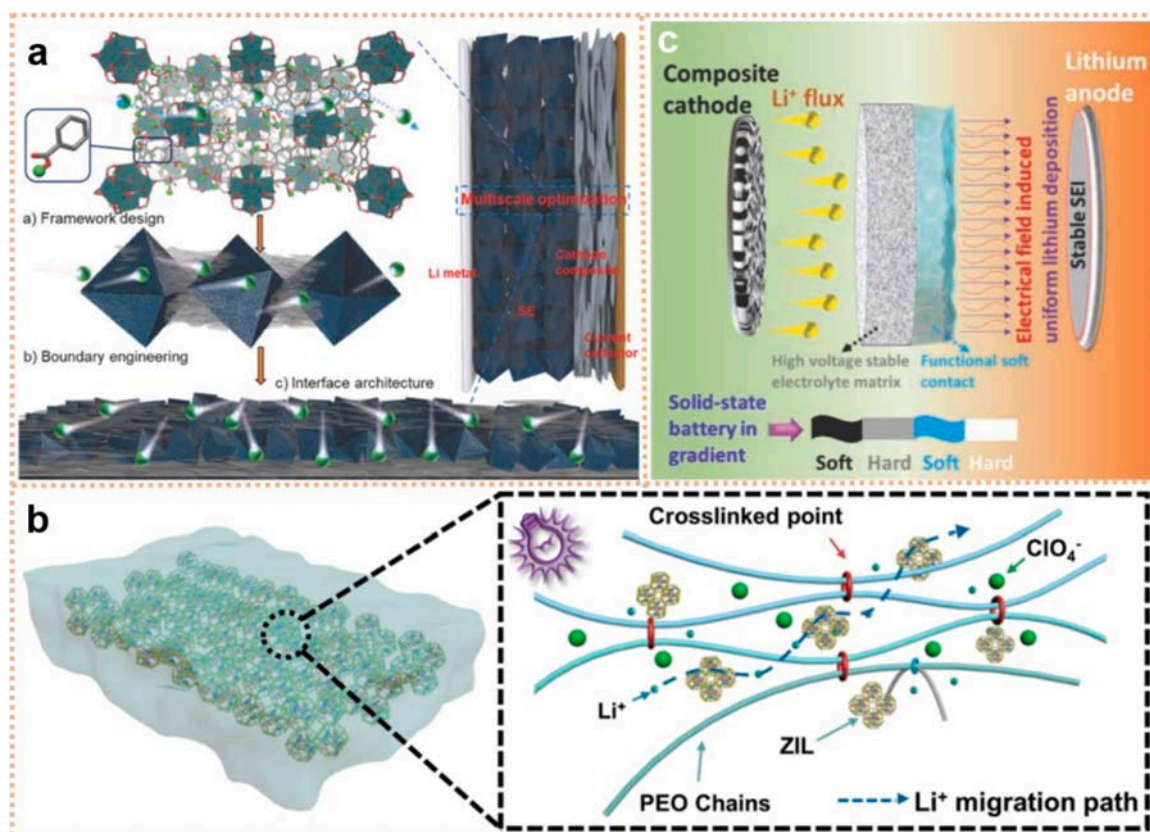 a
a) Framework design
b) Boundary engineering
c) Interface architecture
Multiscale optimization
Li metal
Cathode
composite
SE
Current
collector
c
Composite
cathode
Li⁺ flux
Lithium
anode
Electrical field induced
uniform lithium deposition
Stable SEI
High voltage stable
electrolyte matrix
Functional soft
contact
Solid-state
battery in
gradient
Soft Hard Soft Hard
b
Crosslinked point
ClO₄⁻
Li⁺
ZIL
PEO Chains
Li⁺ migration path